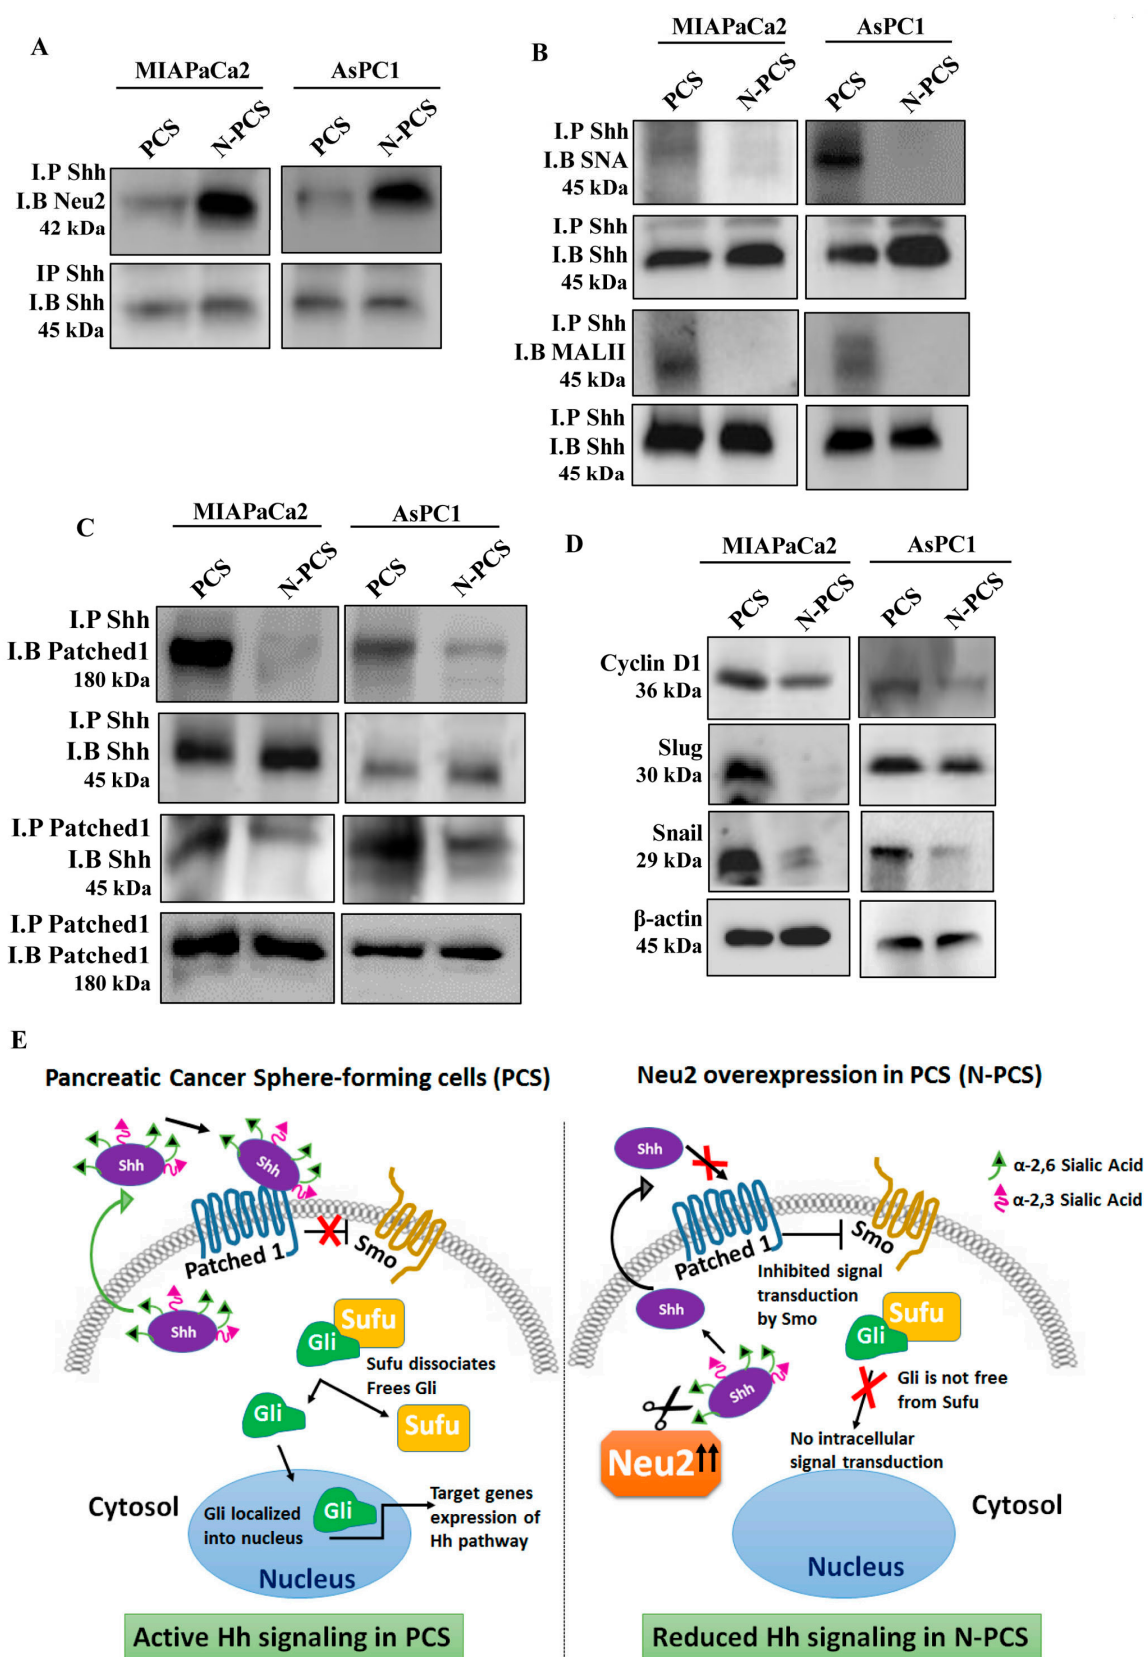 A
MIAPaCa2
AsPC1
PCS
N-PCS
PCS
N-PCS
I.P Shh
I.B Neu2
42 kDa
IP Shh
I.B Shh
45 kDa
B
MIAPaCa2
AsPC1
PCS
N-PCS
PCS
N-PCS
I.P Shh
I.B SNA
45 kDa
I.P Shh
I.B Shh
45 kDa
I.P Shh
I.B MALII
45 kDa
I.P Shh
I.B Shh
45 kDa
C
MIAPaCa2
AsPC1
PCS
N-PCS
PCS
N-PCS
I.P Shh
I.B Patched1
180 kDa
I.P Shh
I.B Shh
45 kDa
I.P Patched1
I.B Shh
45 kDa
I.P Patched1
I.B Patched1
180 kDa
D
MIAPaCa2
AsPC1
PCS
N-PCS
PCS
N-PCS
Cyclin D1
36 kDa
Slug
30 kDa
Snail
29 kDa
β-actin
45 kDa
E
Pancreatic Cancer Sphere-forming cells (PCS)
Shh
Shh
Patched 1
Smo
Shh
Sufu
Gli
Sufu dissociates
Frees Gli
Gli
Sufu
Cytosol
Gli localized
into nucleus
Gli
Target genes
expression of
Hh pathway
Nucleus
Active Hh signaling in PCS
Neu2 overexpression in PCS (N-PCS)
Shh
α-2,6 Sialic Acid
α-2,3 Sialic Acid
Patched 1
Smo
Inhibited signal
transduction
by Smo
Shh
Sufu
Gli
Shh
Gli is not free
from Sufu
Neu2
No intracellular
signal transduction
Cytosol
Nucleus
Reduced Hh signaling in N-PCS